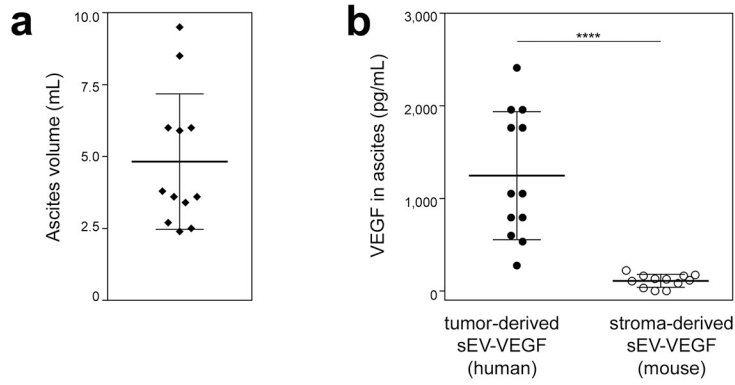 a
Ascites volume (mL)
10.0
7.5
5.0
2.5
0
b
VEGF in ascites (pg/mL)
3,000
2,000
1,000
0
****
tumor-derived
sEV-VEGF
(human)
stroma-derived
sEV-VEGF
(mouse)